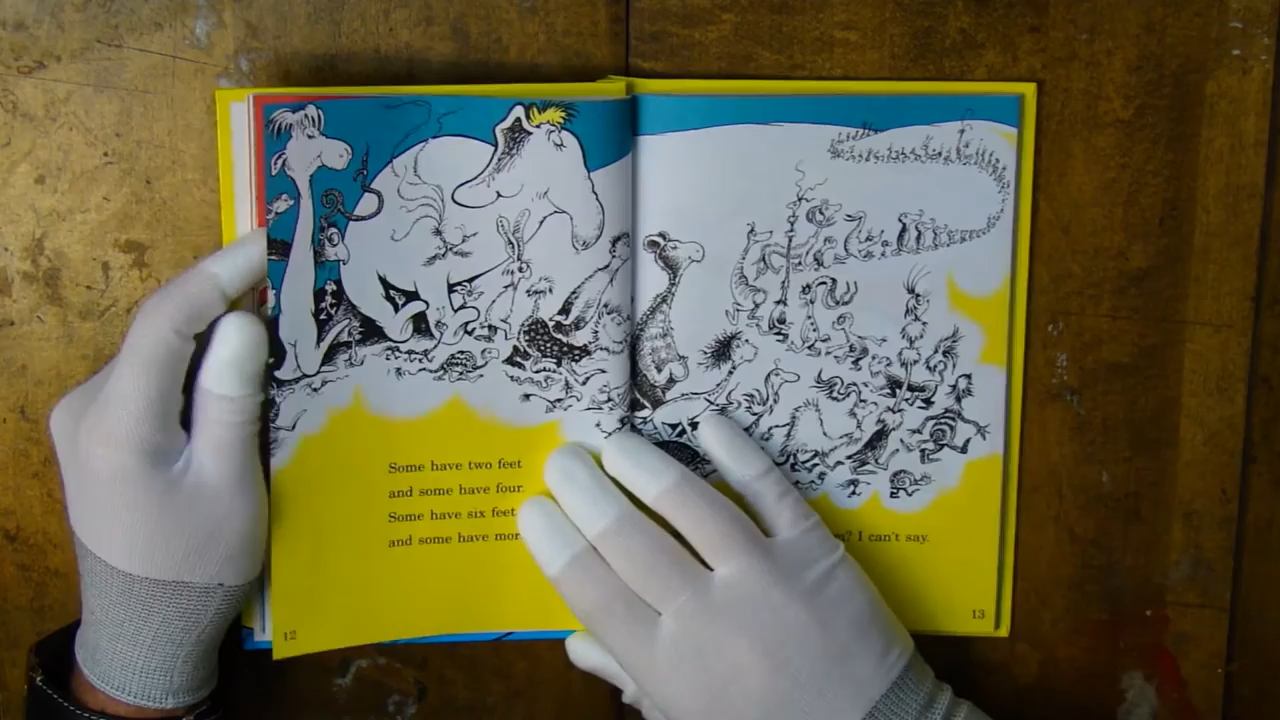 Some have two feet
and some have four.
Some have six feet
and some have
12
I can't say.
13